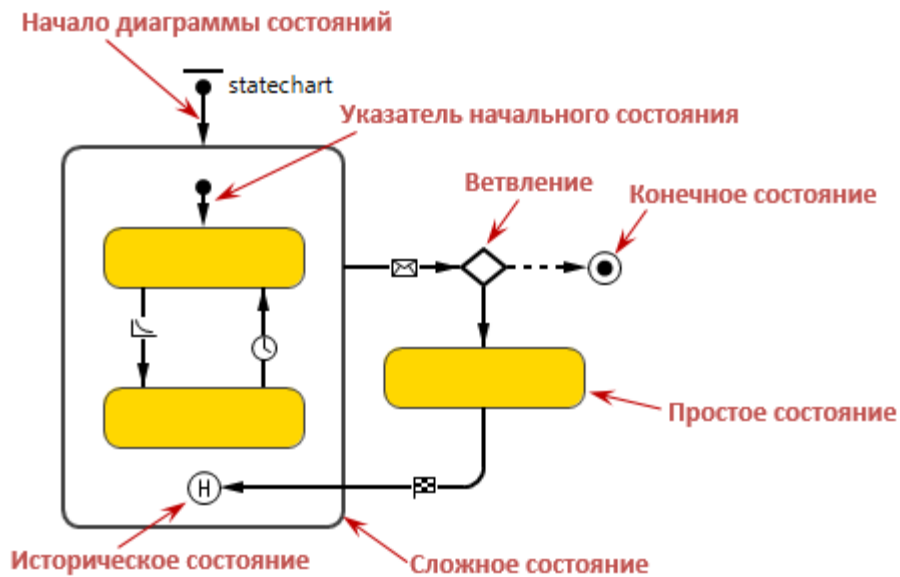 Начало диаграммы состояний
statechart
Указатель начального состояния
Ветвление
Конечное состояние
Простое состояние
H
Историческое состояние
Сложное состояние